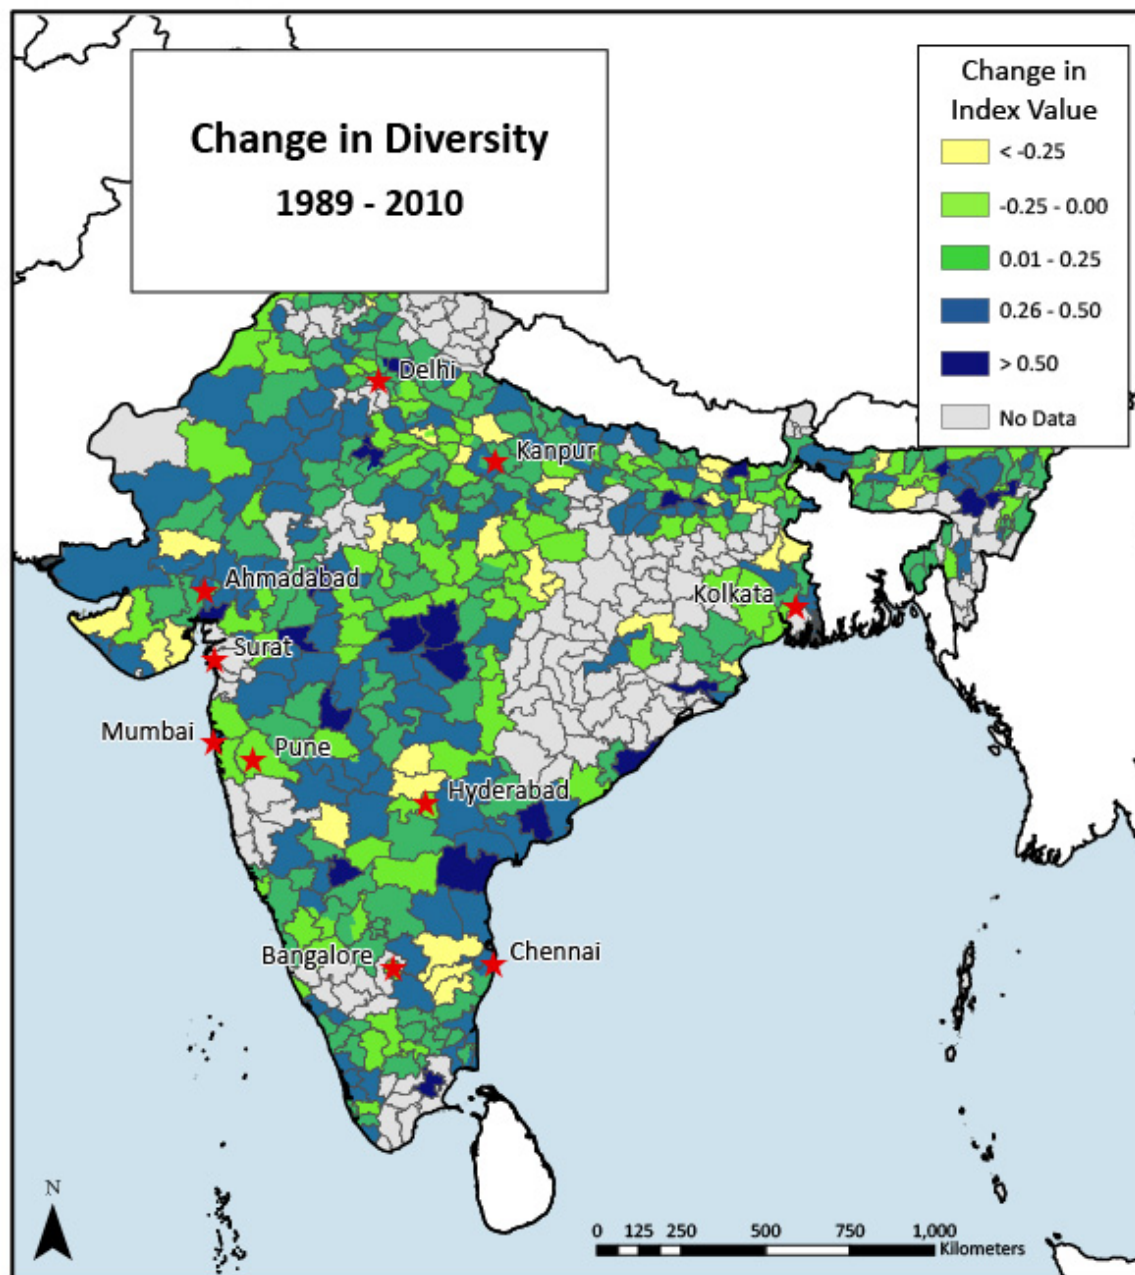 Change in Diversity
1989 - 2010
Change in
Index Value
< -0.25
-0.25 - 0.00
0.01 - 0.25
0.26 - 0.50
> 0.50
No Data
Delhi
Kanpur
Ahmadabad
Kolkata
Surat
Mumbai
Pune
Hyderabad
Bangalore
Chennai
N
0 125 250 500 750 1,000
Kilometers